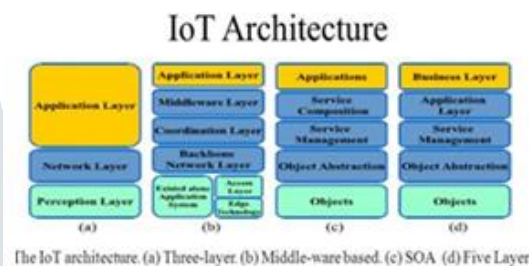 IoT Architecture
Application Layer
Network Layer
Perception Layer
(a)
Application Layer
Middleware Layer
Coordination Layer
Backbone
Network Layer
Existed alone
Application
System
Access
Layer
Edge
Technology
(b)
Applications
Service
Composition
Service
Management
Object Abstraction
Objects
(c)
Business Layer
Application
Layer
Service
Management
Object Abstraction
Objects
(d)
The IoT architecture. (a) Three-layer. (b) Middle-ware based. (c) SOA (d) Five Layer